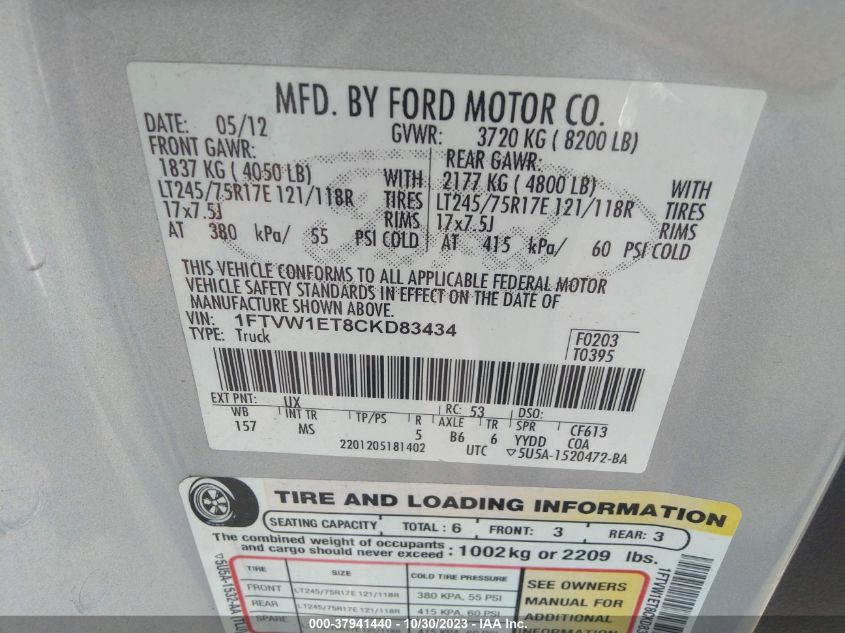 MFD. BY FORD MOTOR CO.
DATE: 05/12 GVWR: 3720 KG ( 8200 LB)
FRONT GAWR: REAR GAWR:
1837 KG ( 4050 LB) WITH 2177 KG ( 4800 LB) WITH
LT245/75R17E 121/118R TIRES LT245/75R17E 121/118R TIRES
17x7.5J RIMS 17x7.5J RIMS
AT 380 kPa/ 55 PSI COLD AT 415 kPa/ 60 PSI COLD
THIS VEHICLE CONFORMS TO ALL APPLICABLE FEDERAL MOTOR
VEHICLE SAFETY STANDARDS IN EFFECT ON THE DATE OF
MANUFACTURE SHOWN ABOVE.
VIN: 1FTVW1ET8CKD83434
TYPE: Truck
F0203
T0395
EXT PNT: UX RC: 53 DSO:
WB INT TR TP/PS R AXLE TR SPR CF613
157 MS 5 B6 6 YYDD COA
2201205181402 UTC ▽5U5A-1520472-BA
TIRE AND LOADING INFORMATION
SEATING CAPACITY TOTAL : 6 FRONT: 3 REAR: 3
The combined weight of occupants
and cargo should never exceed : 1002 kg or 2209 lbs.
TIRE SIZE COLD TIRE PRESSURE
FRONT LT245/75R17E 121/118R 380 KPA, 55 PSI
REAR LT245/75R17E 121/118R 415 KPA, 60 PSI
SPARE
SEE OWNERS
MANUAL FOR
ADDITIONAL
INFORMATION
000-37941440 - 10/30/2023 - IAA Inc.